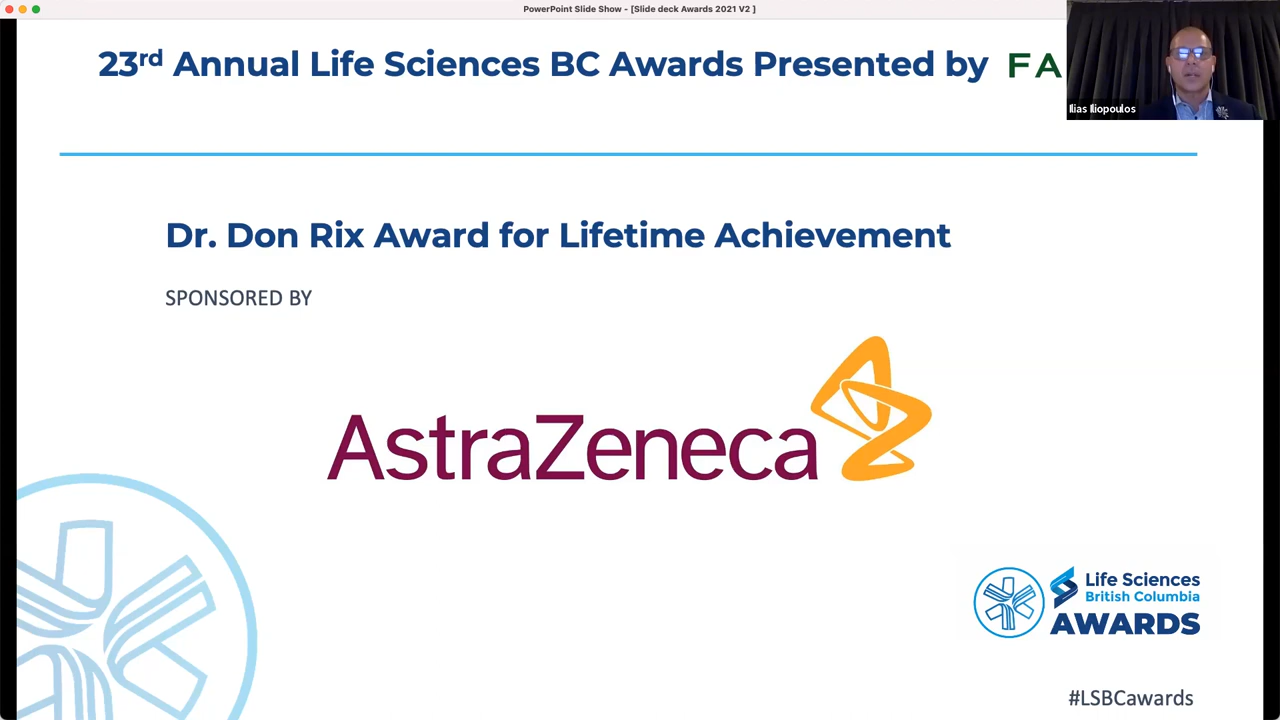 PowerPoint Slide Show - [Slide deck Awards 2021 V2 ]
23rd Annual Life Sciences BC Awards Presented by FA
Ilias Iliopoulos
Dr. Don Rix Award for Lifetime Achievement
SPONSORED BY
AstraZeneca
Life Sciences
British Columbia
AWARDS
#LSBCawards